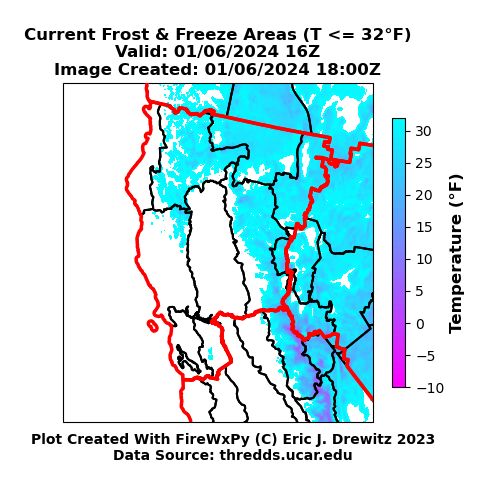 Current Frost & Freeze Areas (T <= 32°F)
Valid: 01/06/2024 16Z
Image Created: 01/06/2024 18:00Z
30
25
20
15
10
5
0
−5
−10
Temperature (°F)
Plot Created With FireWxPy (C) Eric J. Drewitz 2023
Data Source: thredds.ucar.edu